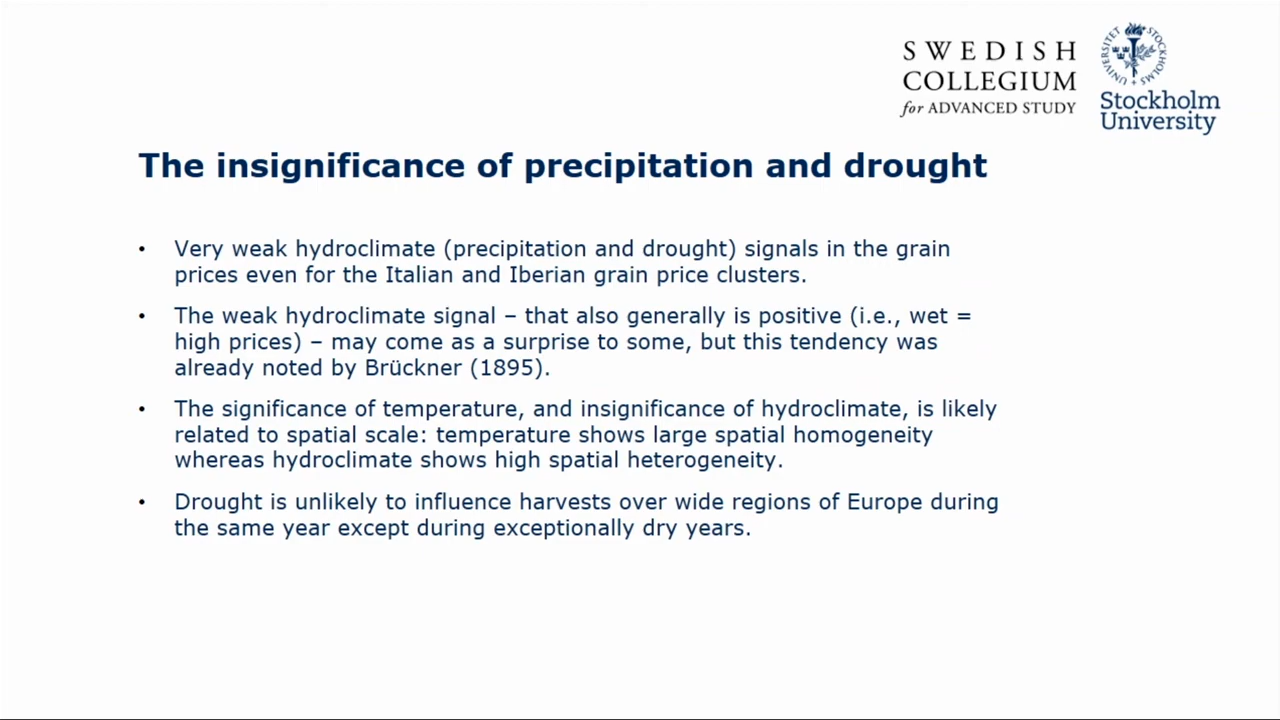 SWEDISH
COLLEGIUM
for ADVANCED STUDY
Stockholm
University
The insignificance of precipitation and drought
• Very weak hydroclimate (precipitation and drought) signals in the grain
prices even for the Italian and Iberian grain price clusters.
• The weak hydroclimate signal – that also generally is positive (i.e., wet =
high prices) – may come as a surprise to some, but this tendency was
already noted by Brückner (1895).
• The significance of temperature, and insignificance of hydroclimate, is likely
related to spatial scale: temperature shows large spatial homogeneity
whereas hydroclimate shows high spatial heterogeneity.
• Drought is unlikely to influence harvests over wide regions of Europe during
the same year except during exceptionally dry years.